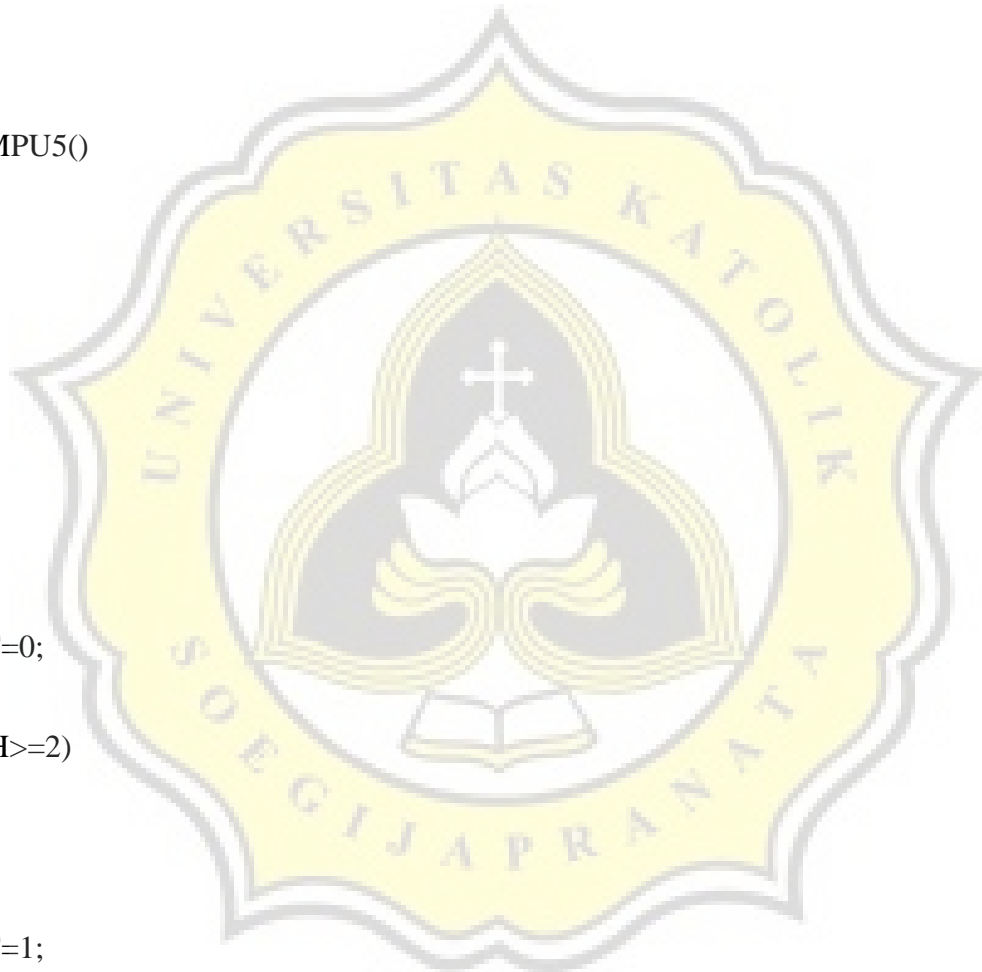 MPU5()
UNIVERSITAS KATOLIK
=0;
>=2)
SOEGIJAPRANATA
=1;